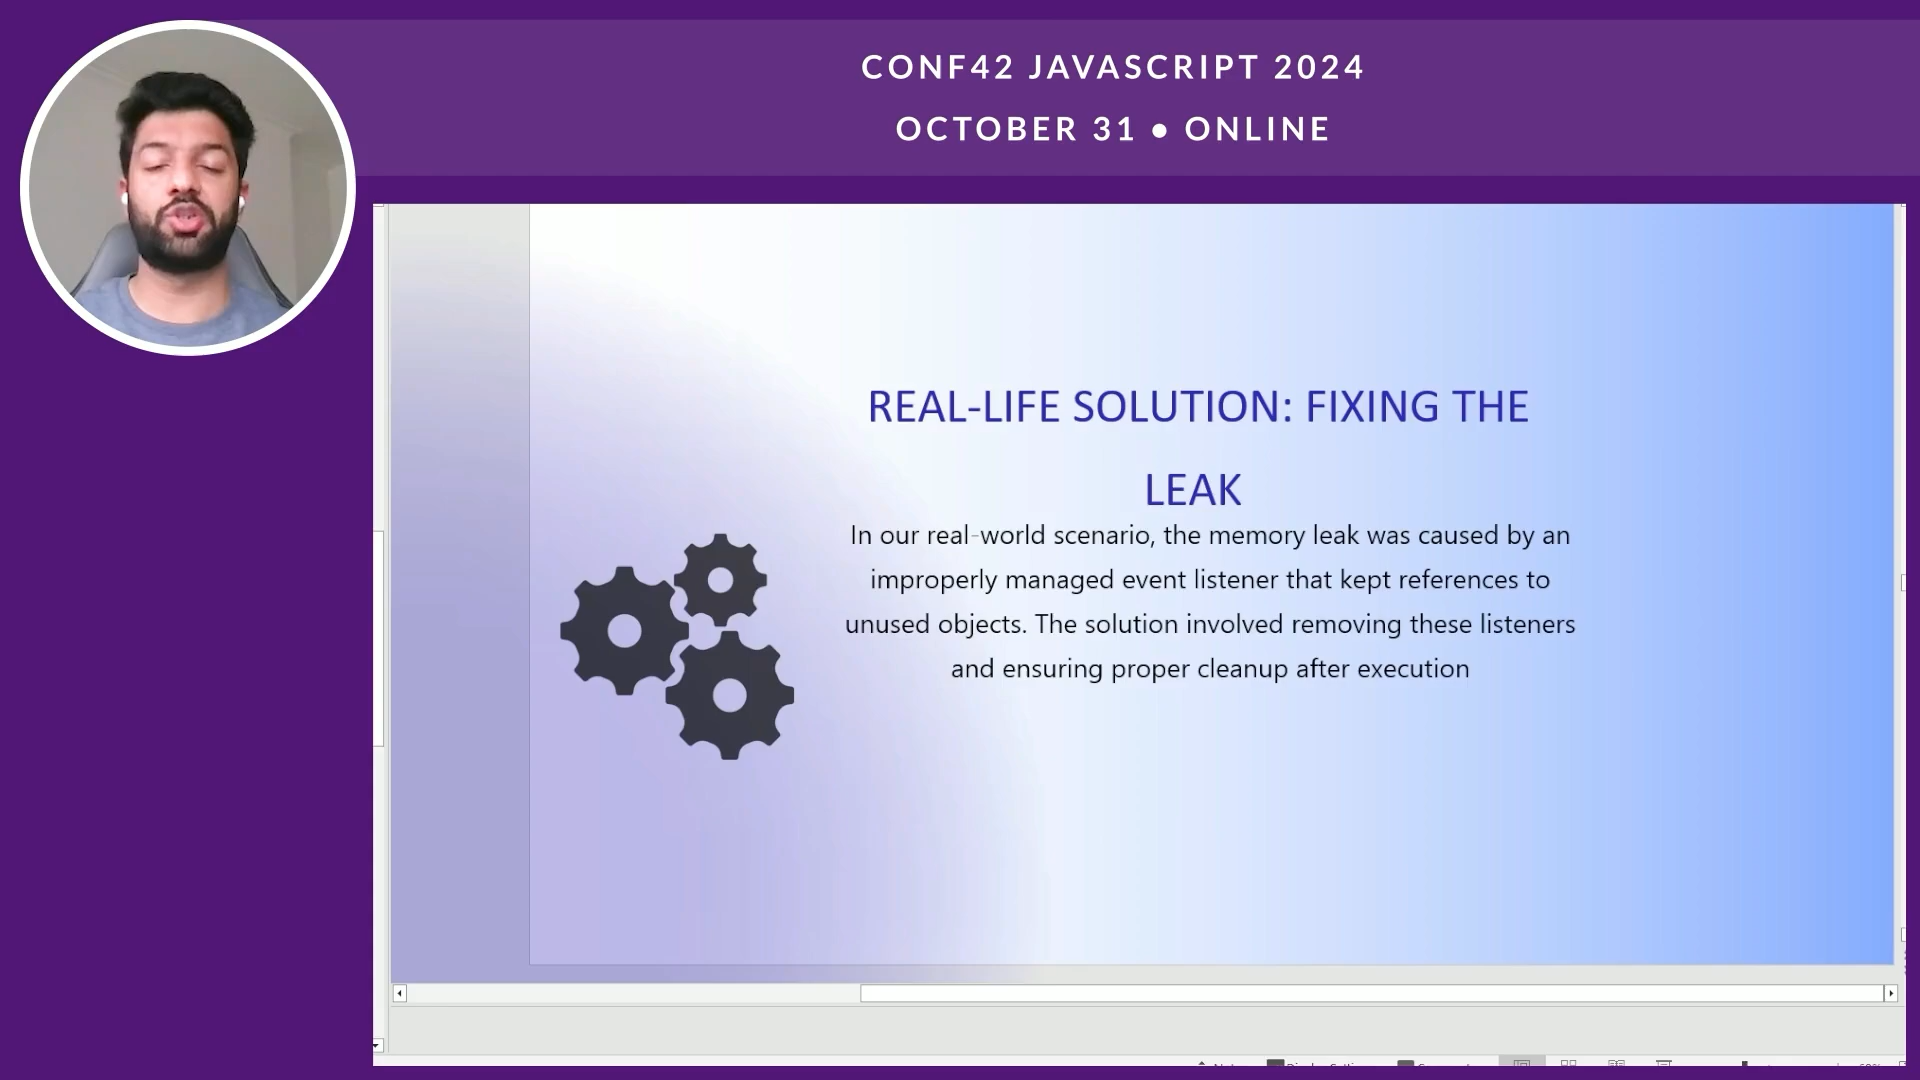 CONF42 JAVASCRIPT 2024
OCTOBER 31 • ONLINE
REAL-LIFE SOLUTION: FIXING THE
LEAK
In our real-world scenario, the memory leak was caused by an
improperly managed event listener that kept references to
unused objects. The solution involved removing these listeners
and ensuring proper cleanup after execution